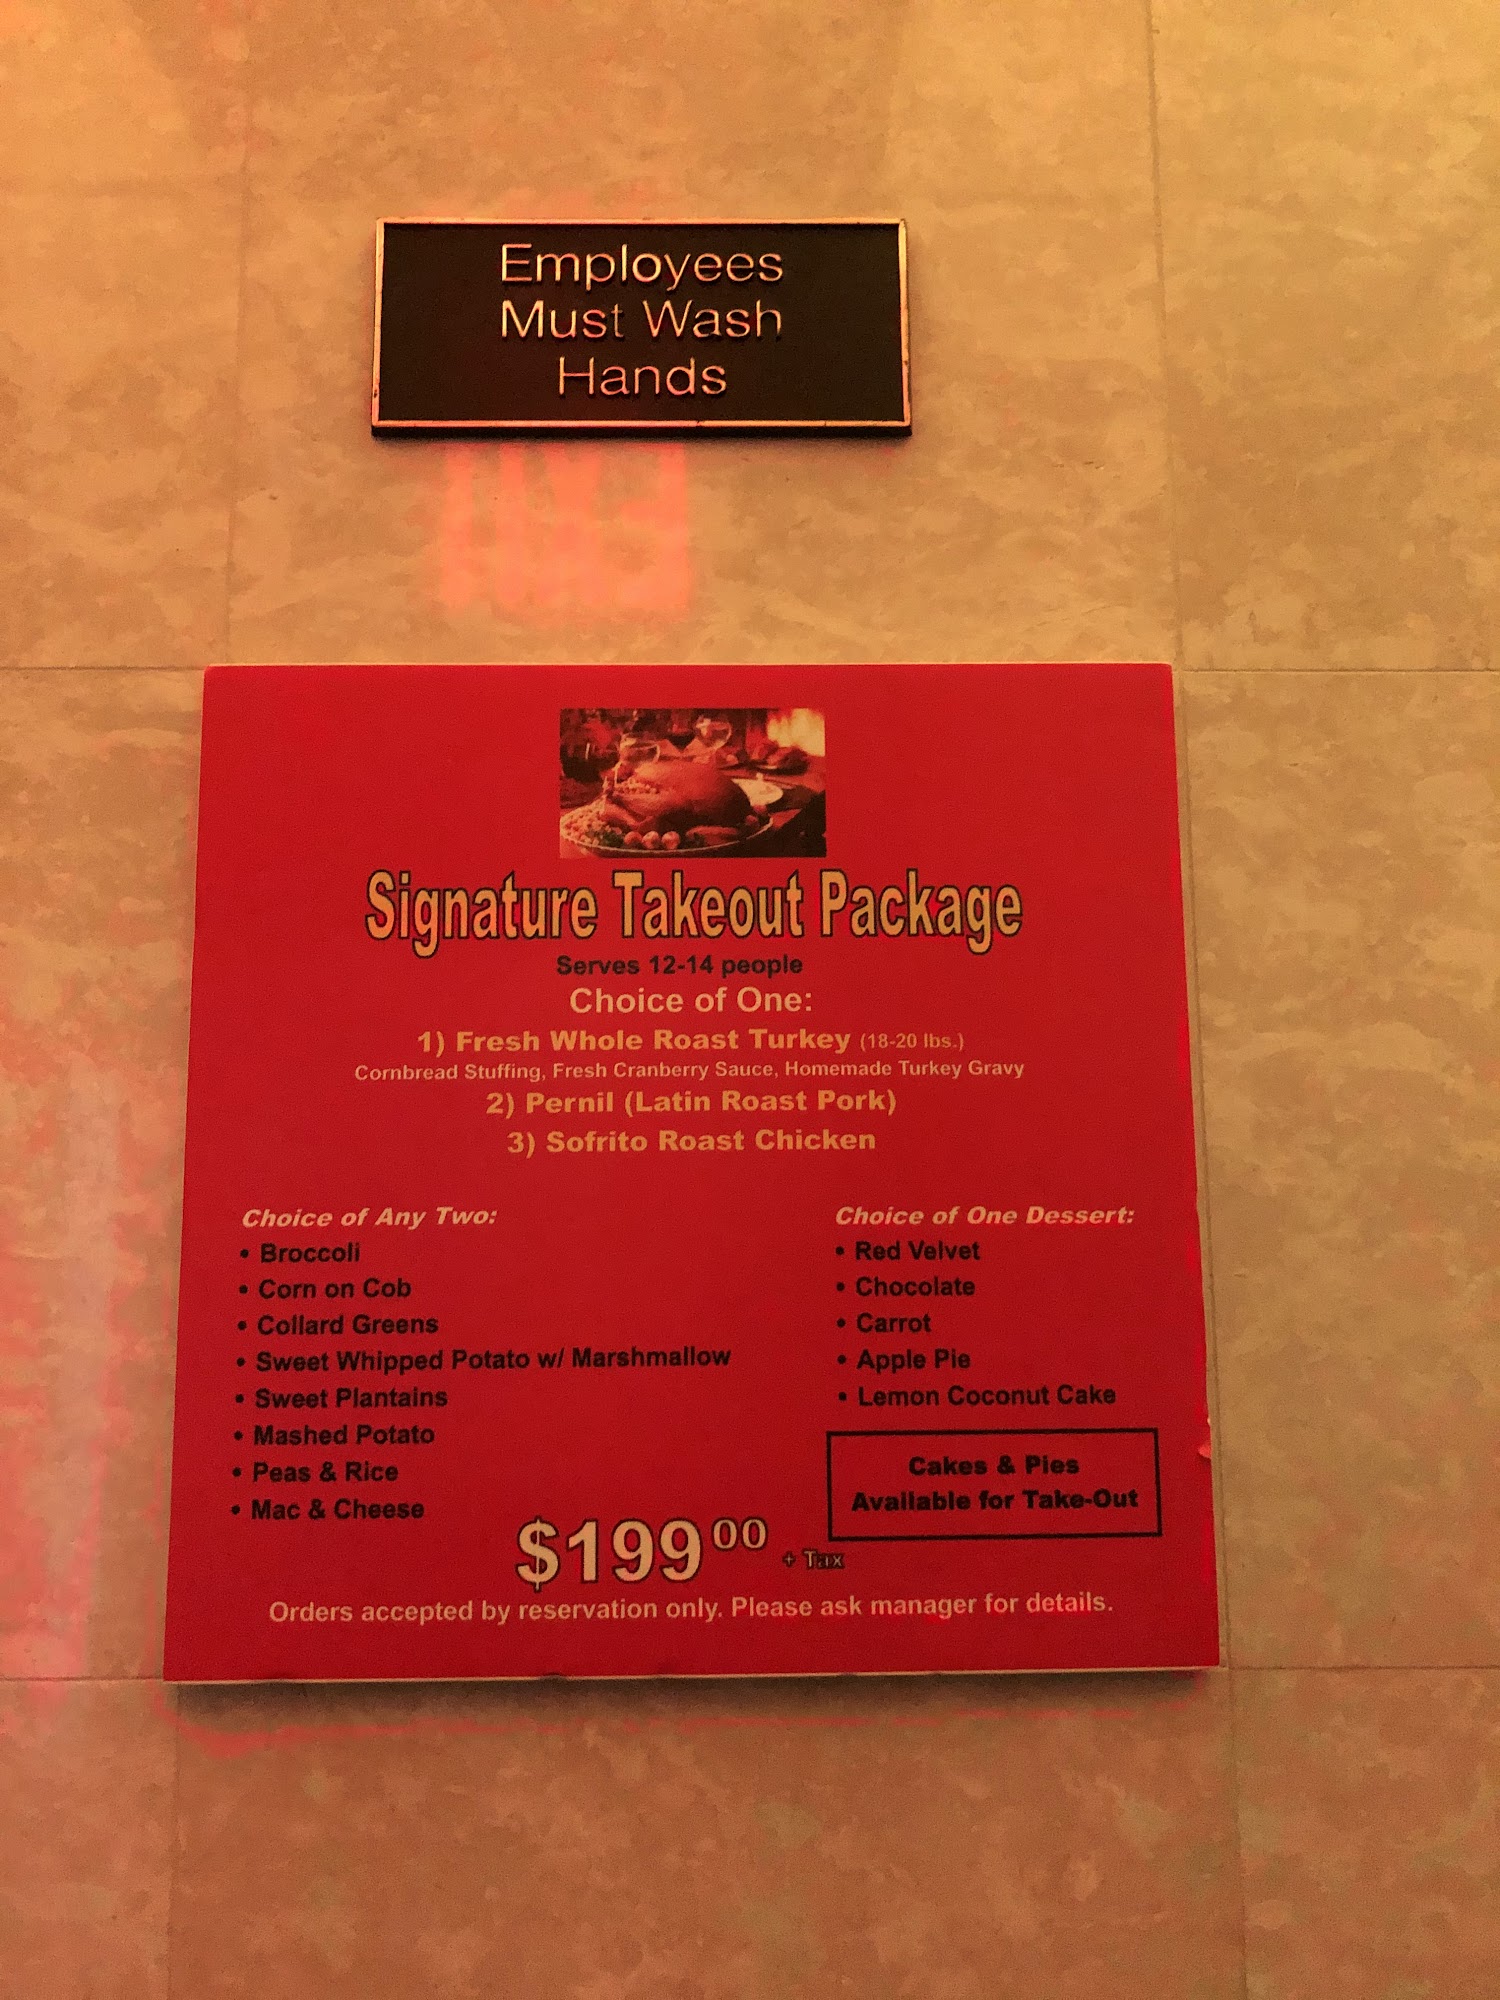 Employees
Must Wash
Hands
Signature Takeout Package
Serves 12-14 people
Choice of One:
1) Fresh Whole Roast Turkey (18-20 lbs.)
Cornbread Stuffing, Fresh Cranberry Sauce, Homemade Turkey Gravy
2) Pernil (Latin Roast Pork)
3) Sofrito Roast Chicken
Choice of Any Two:
• Broccoli
• Corn on Cob
• Collard Greens
• Sweet Whipped Potato w/ Marshmallow
• Sweet Plantains
• Mashed Potato
• Peas & Rice
• Mac & Cheese
Choice of One Dessert:
• Red Velvet
• Chocolate
• Carrot
• Apple Pie
• Lemon Coconut Cake
Cakes & Pies
Available for Take-Out
$199.00 + Tax
Orders accepted by reservation only. Please ask manager for details.